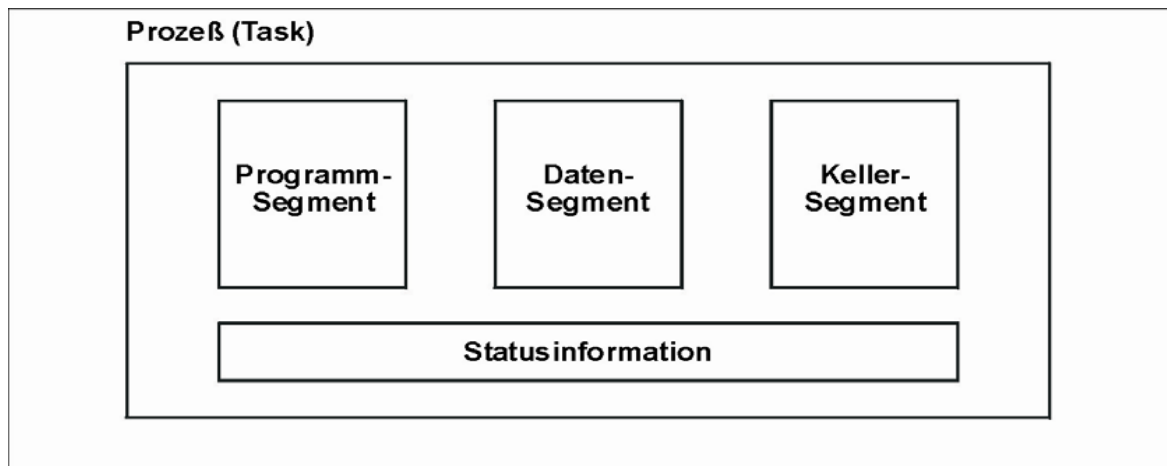 Prozeß (Task)
Programm-
Segment
Daten-
Segment
Keller-
Segment
Statusinformation